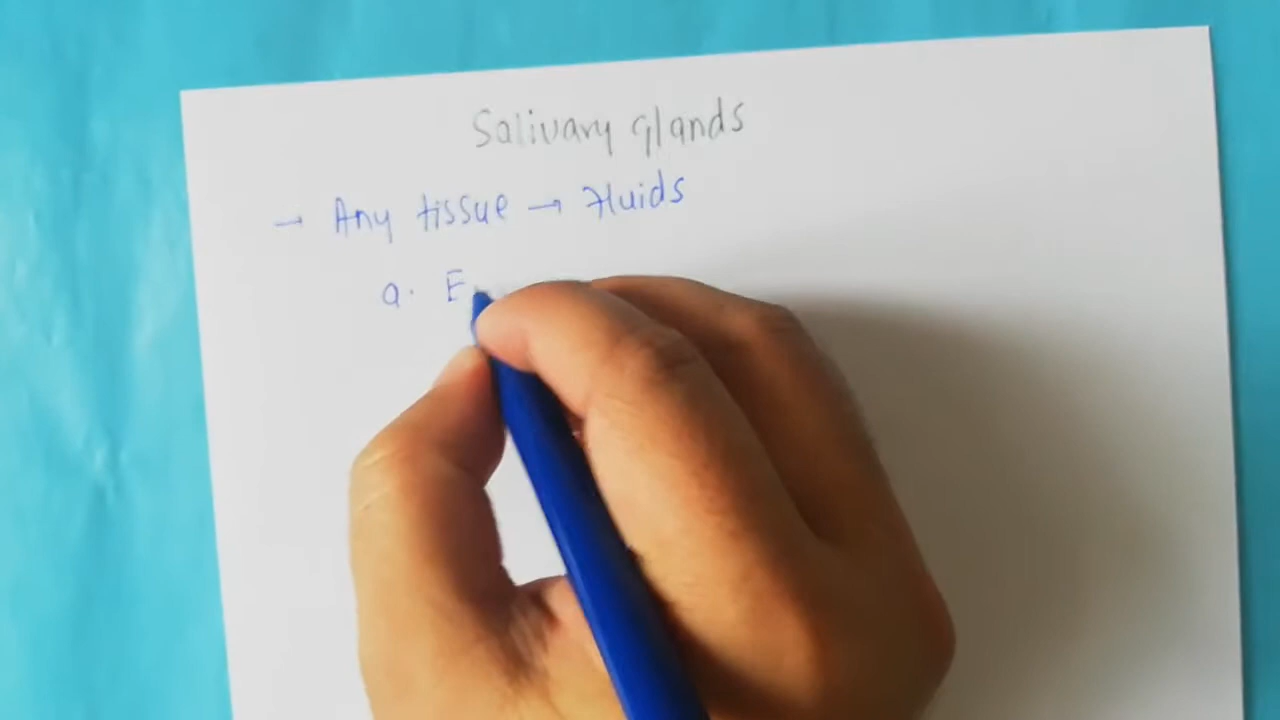 Salivary glands
→ Any tissue → Fluids
a. E